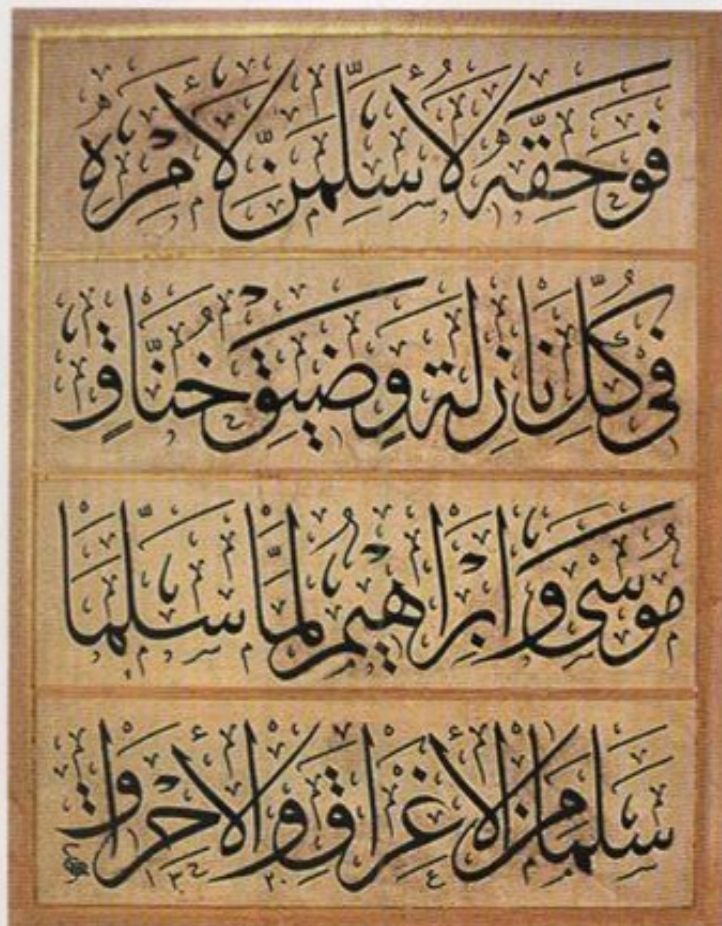 فوحقه لأسلمن لأمره
في كل نازلة وضيق خناق
موسى وابراهيم لما سلما
سلما من الاغراق والاحراق